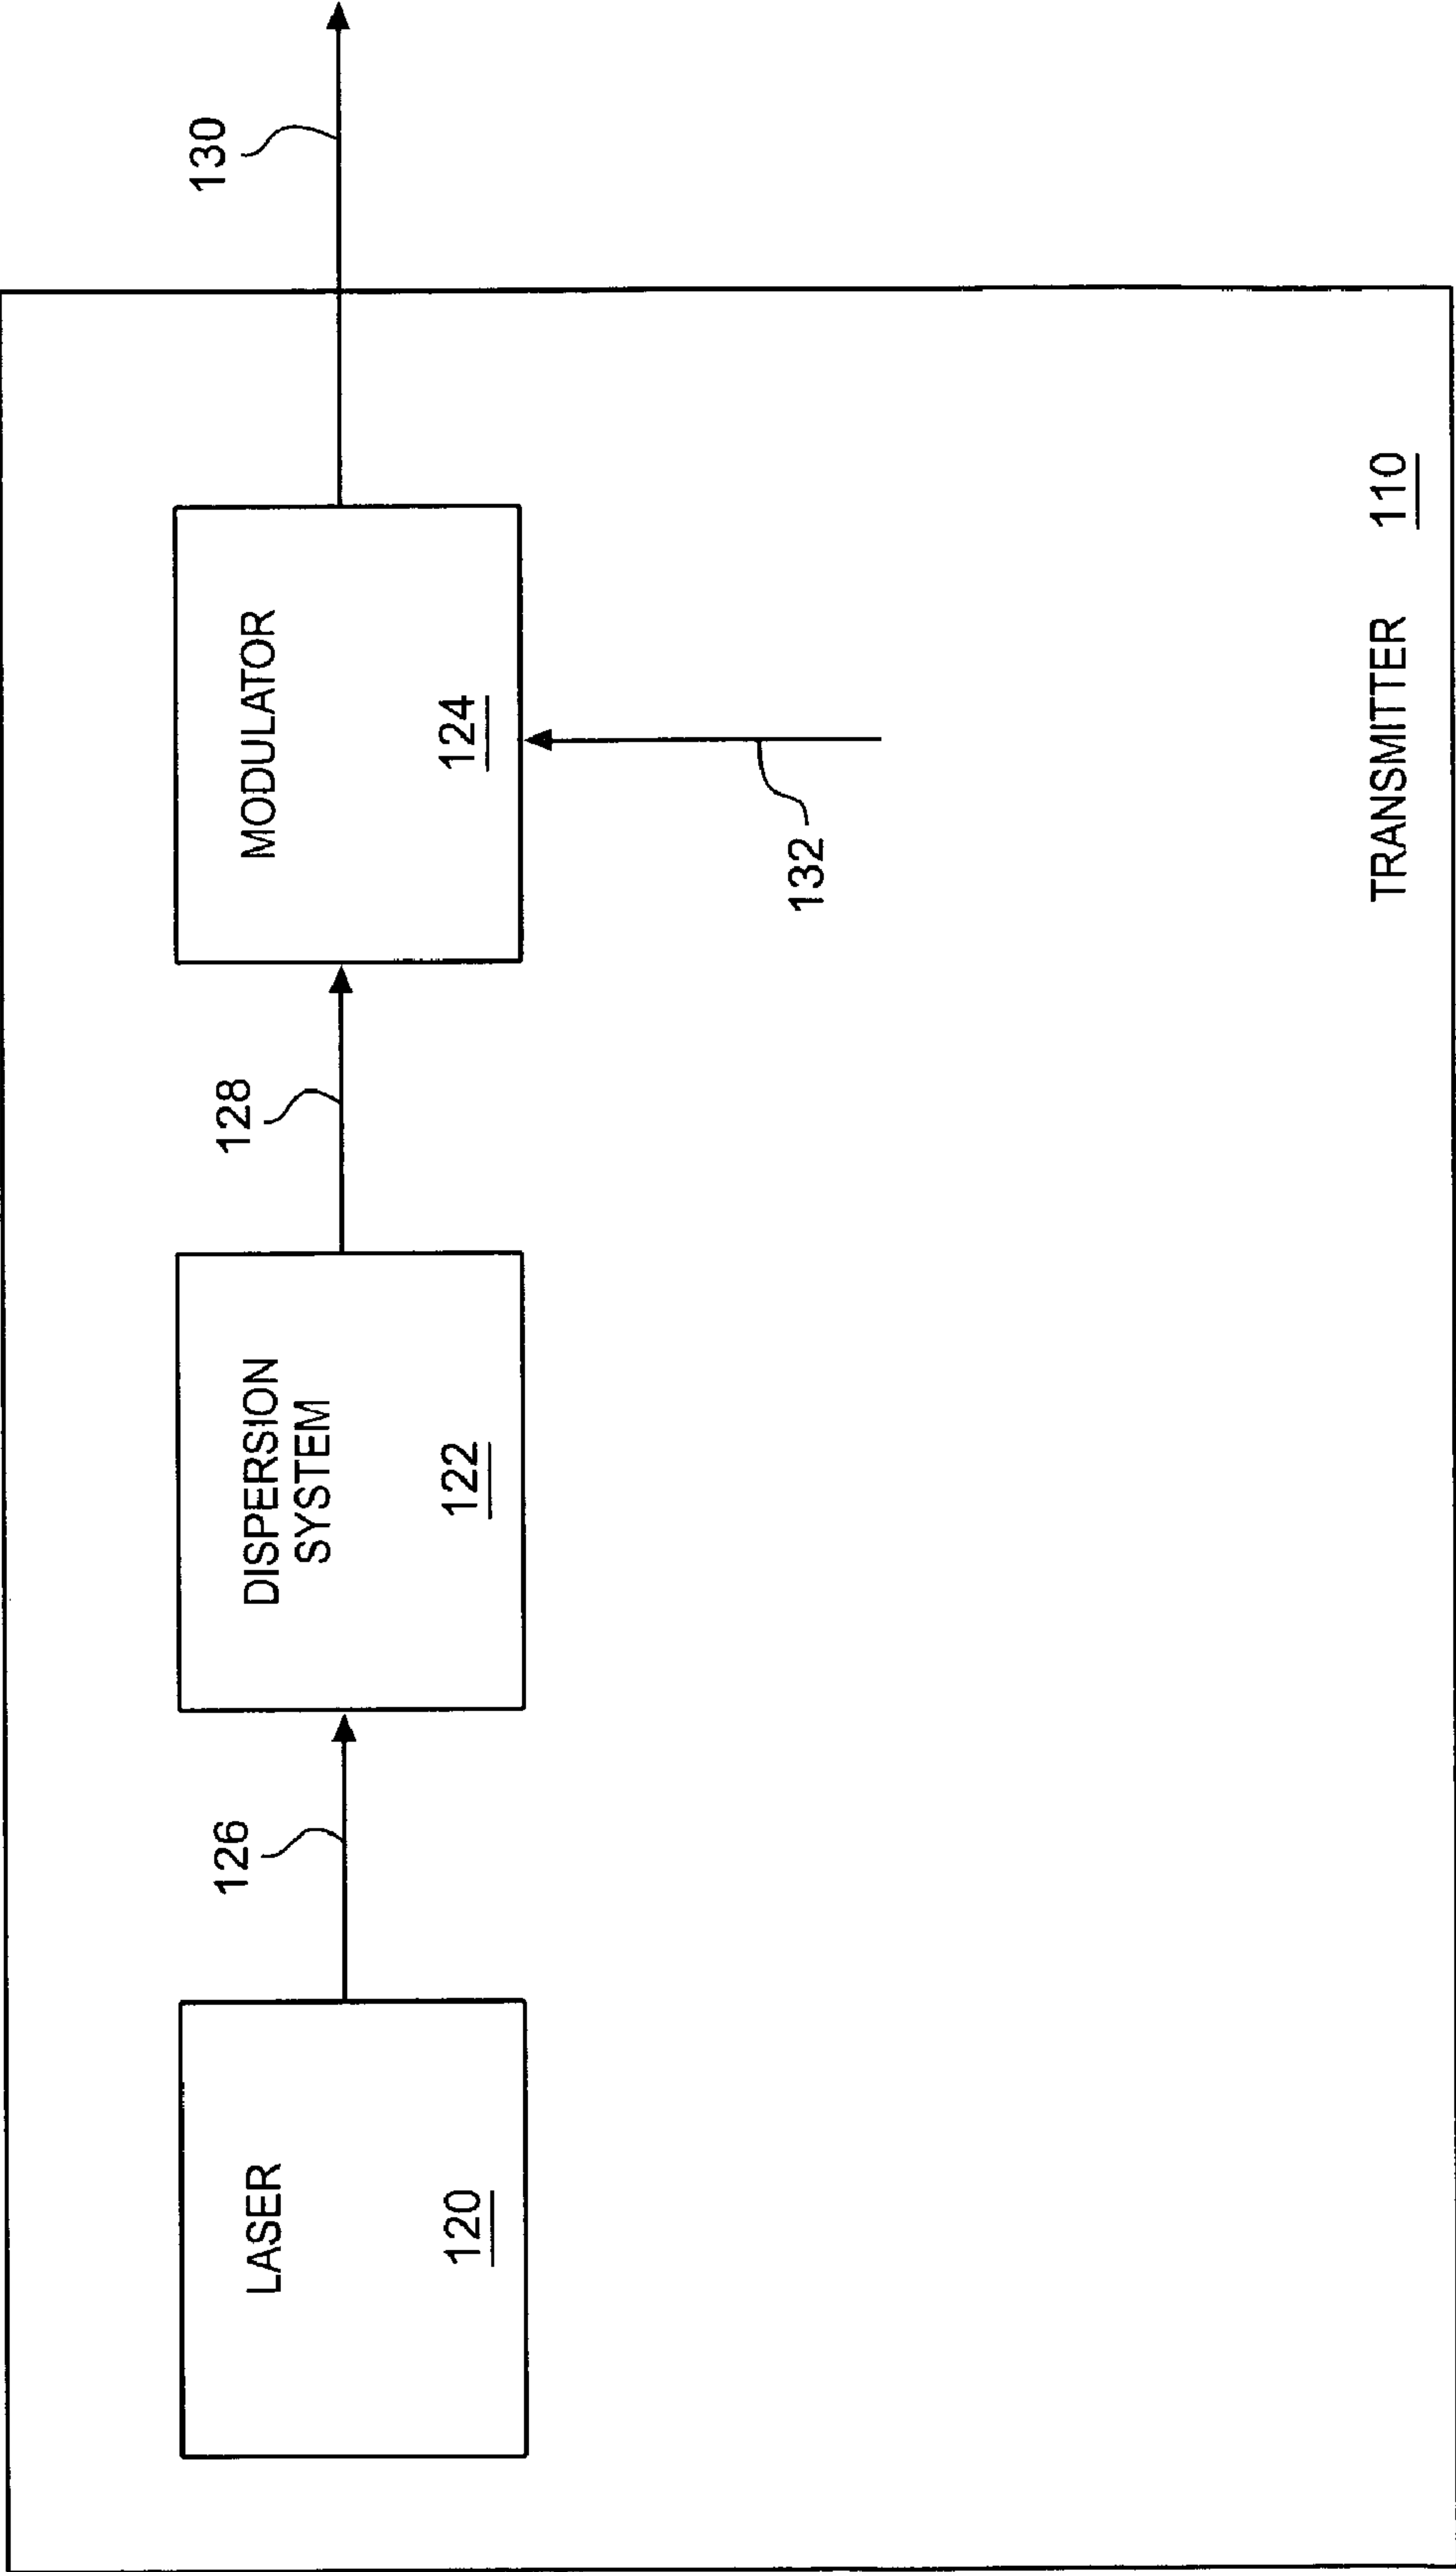 126
128
130
LASER
120
DISPERSION
SYSTEM
122
MODULATOR
124
132
TRANSMITTER 110